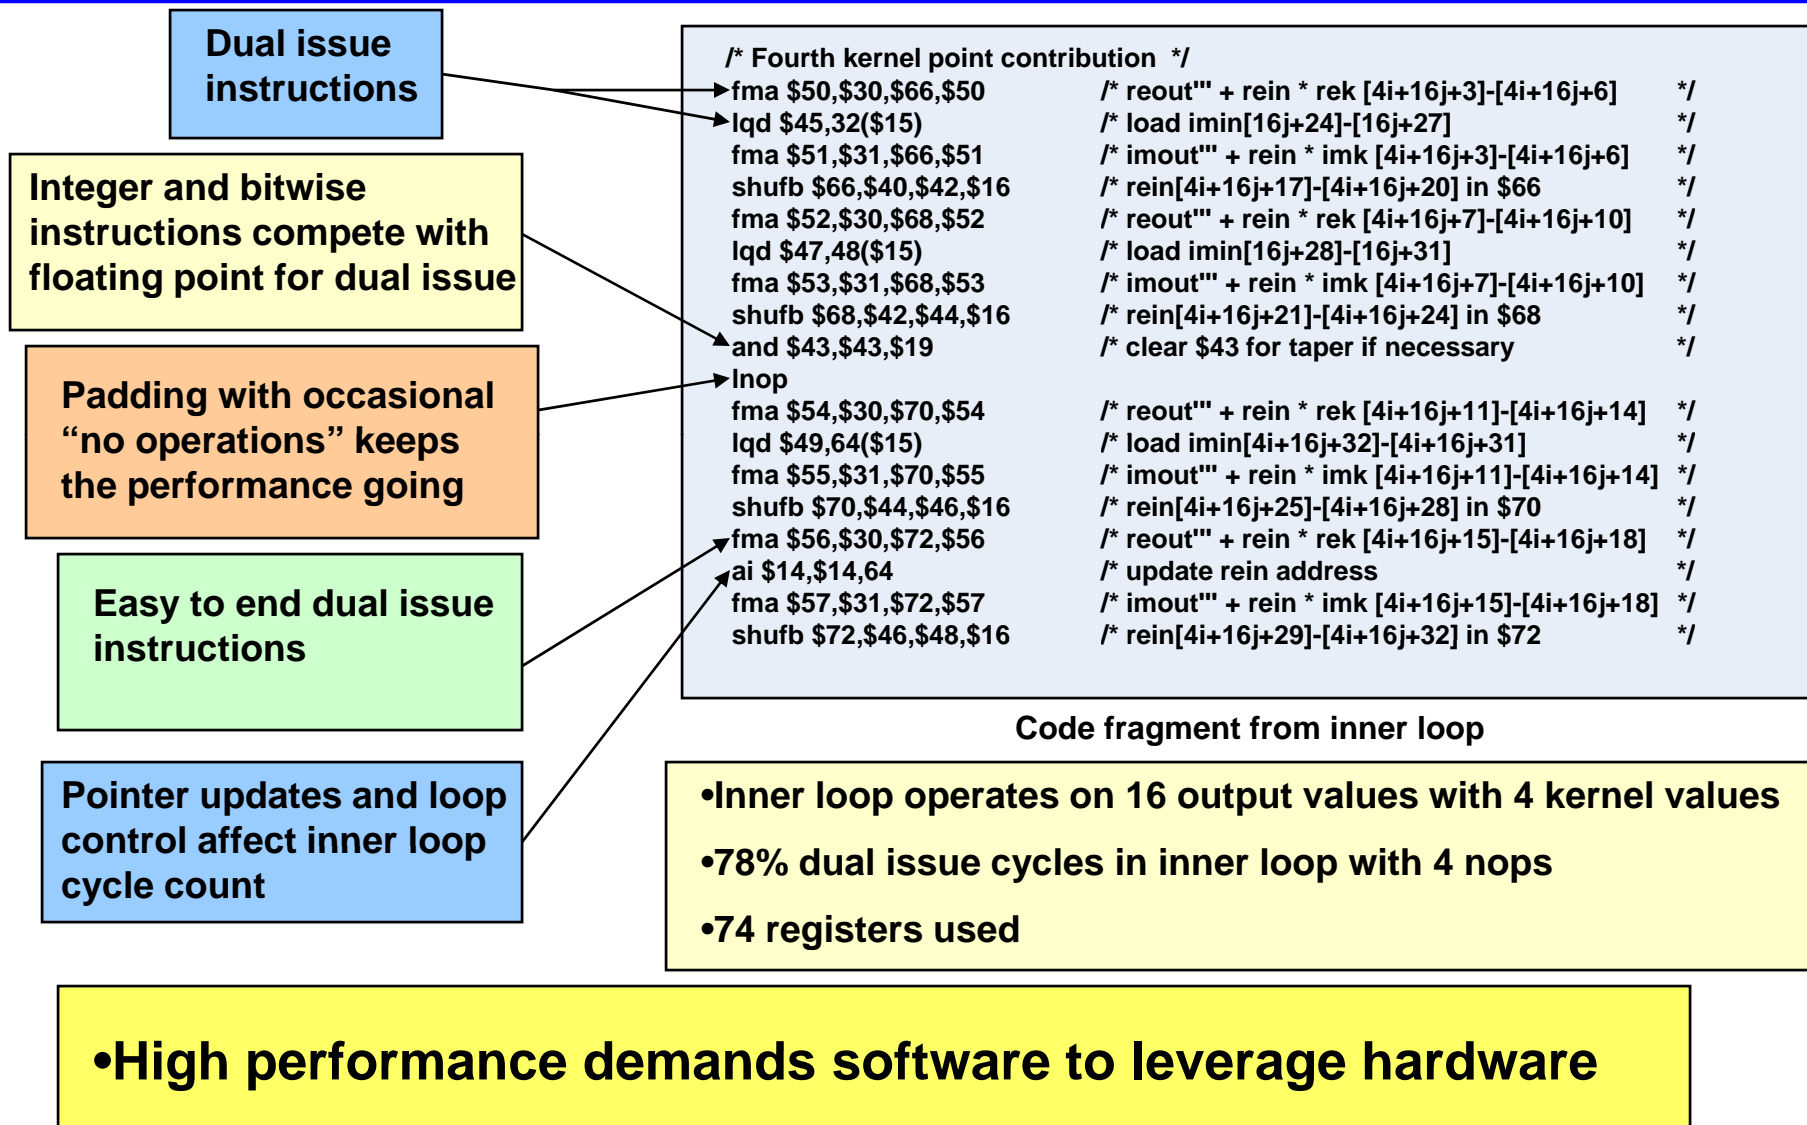 Dual issue
instructions
Integer and bitwise
instructions compete with
floating point for dual issue
Padding with occasional
“no operations” keeps
the performance going
Easy to end dual issue
instructions
Pointer updates and loop
control affect inner loop
cycle count
/* Fourth kernel point contribution */
fma $50,$30,$66,$50 /* reout''' + rein * rek [4i+16j+3]-[4i+16j+6] */
lqd $45,32($15) /* load imin[16j+24]-[16j+27] */
fma $51,$31,$66,$51 /* imout''' + rein * imk [4i+16j+3]-[4i+16j+6] */
shufb $66,$40,$42,$16 /* rein[4i+16j+17]-[4i+16j+20] in $66 */
fma $52,$30,$68,$52 /* reout''' + rein * rek [4i+16j+7]-[4i+16j+10] */
lqd $47,48($15) /* load imin[16j+28]-[16j+31] */
fma $53,$31,$68,$53 /* imout''' + rein * imk [4i+16j+7]-[4i+16j+10] */
shufb $68,$42,$44,$16 /* rein[4i+16j+21]-[4i+16j+24] in $68 */
and $43,$43,$19 /* clear $43 for taper if necessary */
lnop
fma $54,$30,$70,$54 /* reout''' + rein * rek [4i+16j+11]-[4i+16j+14] */
lqd $49,64($15) /* load imin[4i+16j+32]-[4i+16j+31] */
fma $55,$31,$70,$55 /* imout''' + rein * imk [4i+16j+11]-[4i+16j+14] */
shufb $70,$44,$46,$16 /* rein[4i+16j+25]-[4i+16j+28] in $70 */
fma $56,$30,$72,$56 /* reout''' + rein * rek [4i+16j+15]-[4i+16j+18] */
ai $14,$14,64 /* update rein address */
fma $57,$31,$72,$57 /* imout''' + rein * imk [4i+16j+15]-[4i+16j+18] */
shufb $72,$46,$48,$16 /* rein[4i+16j+29]-[4i+16j+32] in $72 */
Code fragment from inner loop
•Inner loop operates on 16 output values with 4 kernel values
•78% dual issue cycles in inner loop with 4 nops
•74 registers used
•High performance demands software to leverage hardware